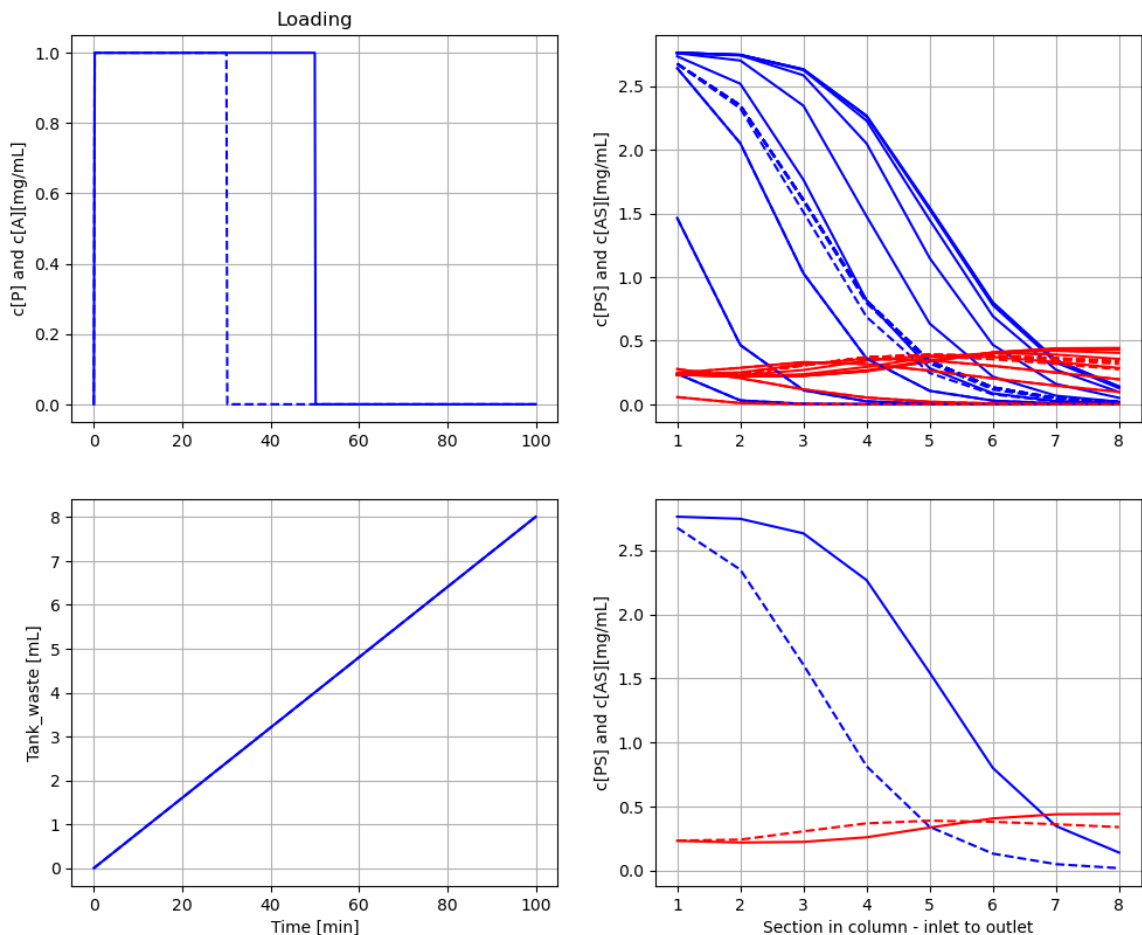 Loading
c[P] and c[A][mg/mL]
1.0
0.8
0.6
0.4
0.2
0.0
0 20 40 60 80 100
c[PS] and c[AS][mg/mL]
2.5
2.0
1.5
1.0
0.5
0.0
1 2 3 4 5 6 7 8
Tank_waste [mL]
8
7
6
5
4
3
2
1
0
0 20 40 60 80 100
Time [min]
c[PS] and c[AS][mg/mL]
2.5
2.0
1.5
1.0
0.5
0.0
1 2 3 4 5 6 7 8
Section in column - inlet to outlet